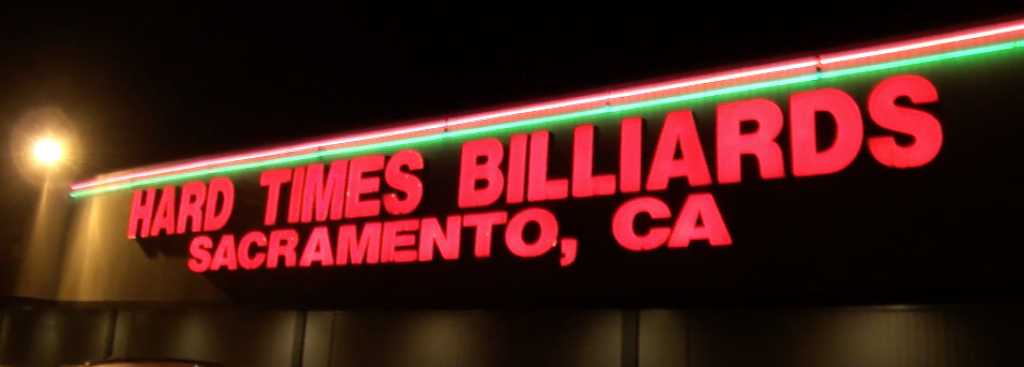 HARD TIMES BILLIARDS
SACRAMENTO, CA